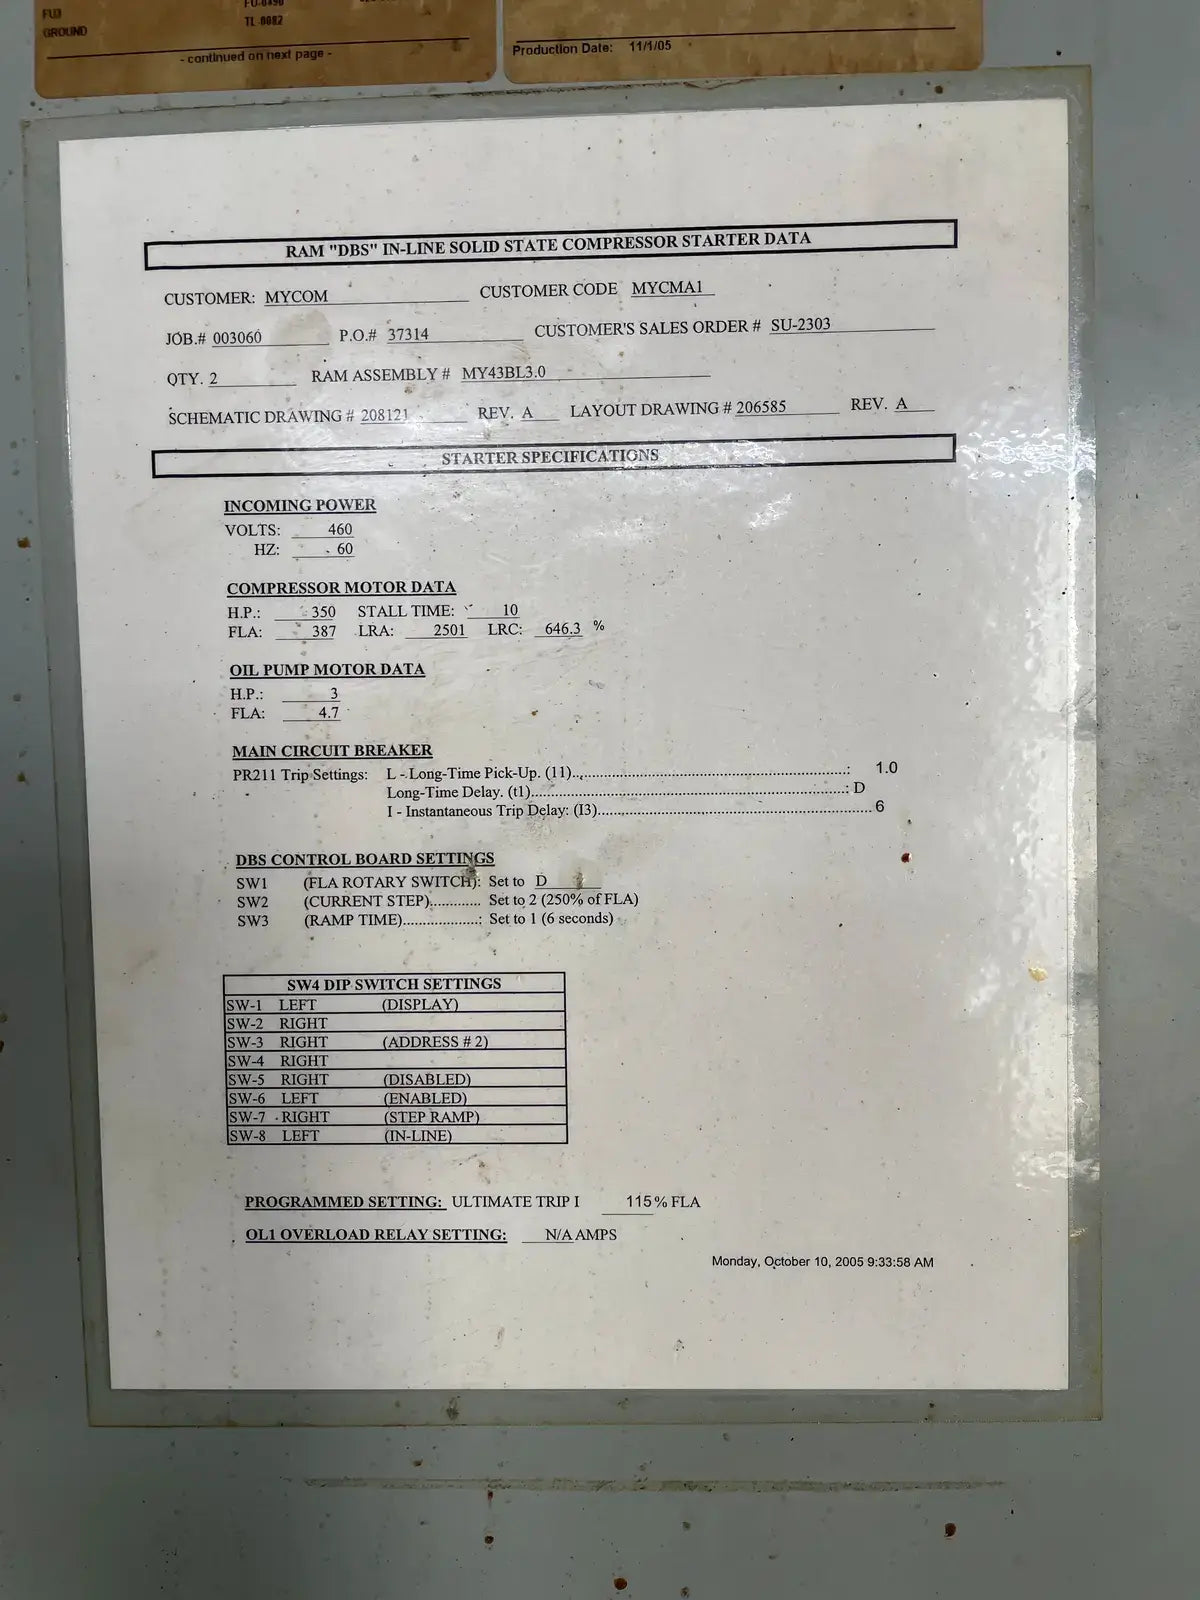 FU3
GROUND
TL-0082
- continued on next page -
Production Date: 11/1/05
RAM "DBS" IN-LINE SOLID STATE COMPRESSOR STARTER DATA
CUSTOMER: MYCOM CUSTOMER CODE MYCMA1
JOB.# 003060 P.O.# 37314 CUSTOMER'S SALES ORDER # SU-2303
QTY. 2 RAM ASSEMBLY # MY43BL3.0
SCHEMATIC DRAWING # 208121 REV. A LAYOUT DRAWING # 206585 REV. A
STARTER SPECIFICATIONS
INCOMING POWER
VOLTS: 460
HZ: 60
COMPRESSOR MOTOR DATA
H.P.: 350 STALL TIME: 10
FLA: 387 LRA: 2501 LRC: 646.3 %
OIL PUMP MOTOR DATA
H.P.: 3
FLA: 4.7
MAIN CIRCUIT BREAKER
PR211 Trip Settings: L - Long-Time Pick-Up. (11)..........: 1.0
Long-Time Delay. (t1)..........: D
I - Instantaneous Trip Delay: (I3).......... 6
DBS CONTROL BOARD SETTINGS
SW1 (FLA ROTARY SWITCH): Set to D
SW2 (CURRENT STEP)............ Set to 2 (250% of FLA)
SW3 (RAMP TIME)...................: Set to 1 (6 seconds)
SW4 DIP SWITCH SETTINGS
SW-1 LEFT (DISPLAY)
SW-2 RIGHT
SW-3 RIGHT (ADDRESS # 2)
SW-4 RIGHT
SW-5 RIGHT (DISABLED)
SW-6 LEFT (ENABLED)
SW-7 RIGHT (STEP RAMP)
SW-8 LEFT (IN-LINE)
PROGRAMMED SETTING: ULTIMATE TRIP I 115% FLA
OL1 OVERLOAD RELAY SETTING: N/A AMPS
Monday, October 10, 2005 9:33:58 AM